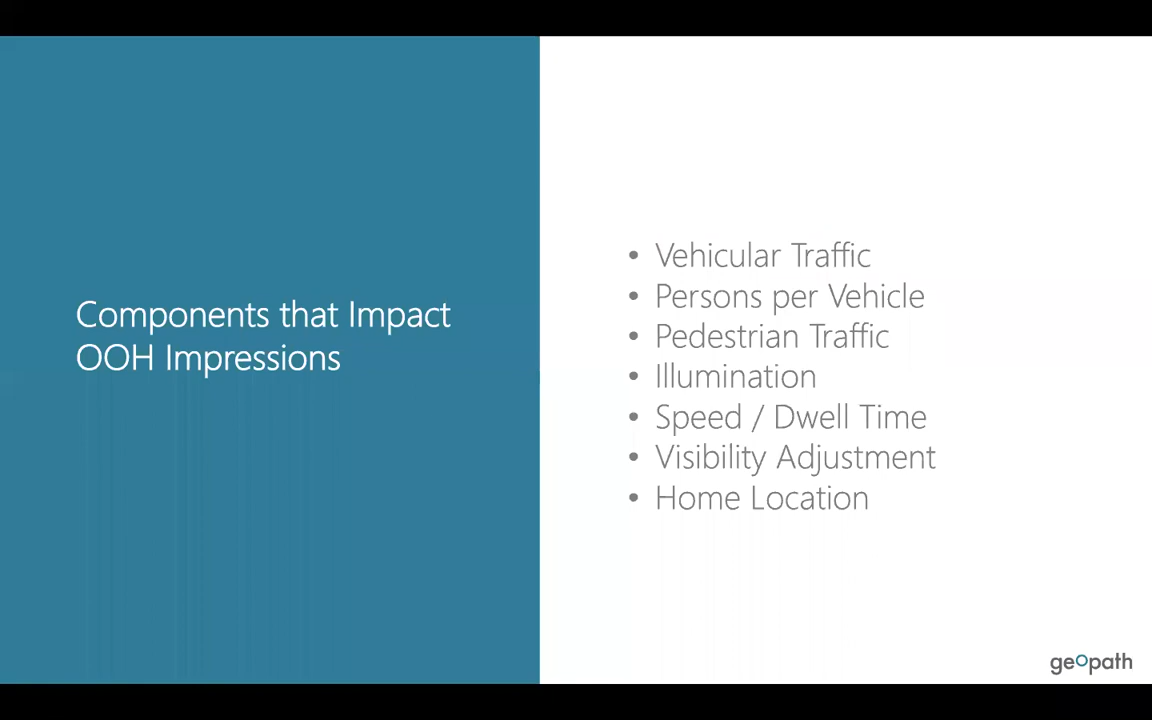 Components that Impact
OOH Impressions
• Vehicular Traffic
• Persons per Vehicle
• Pedestrian Traffic
• Illumination
• Speed / Dwell Time
• Visibility Adjustment
• Home Location
geopath